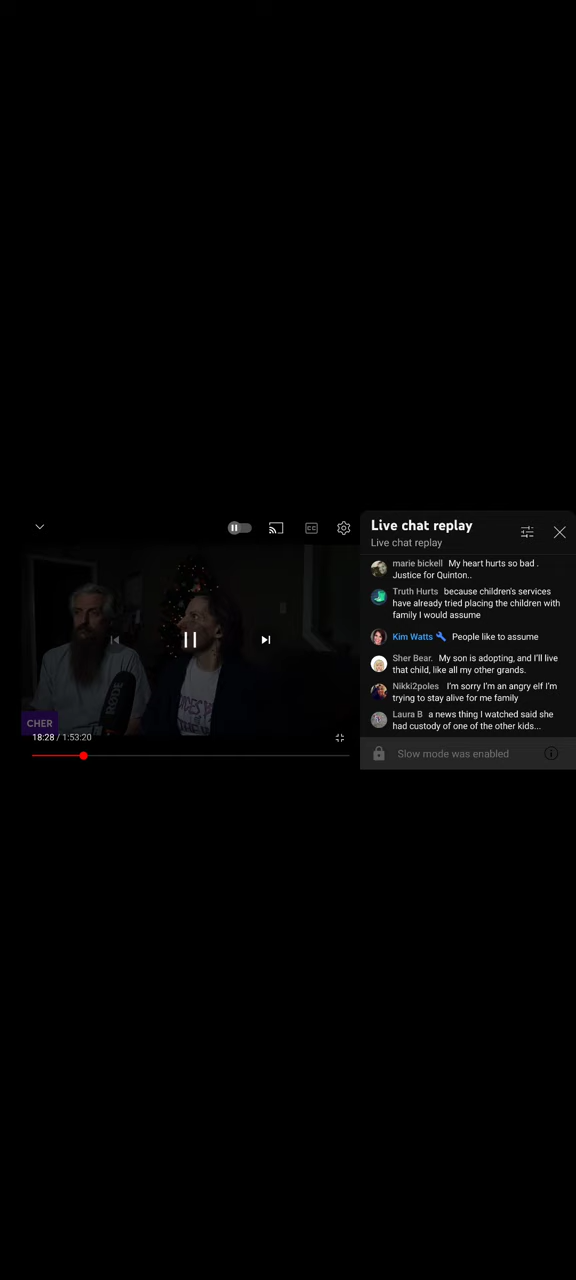 Live chat replay
Live chat replay
marie bickell My heart hurts so bad .
Justice for Quinton..
Truth Hurts because children's services
have already tried placing the children with
family I would assume
Kim Watts People like to assume
Sher Bear. My son is adopting, and I'll live
that child, like all my other grands.
Nikki2poles I'm sorry I'm an angry elf I'm
trying to stay alive for me family
Laura B a news thing I watched said she
had custody of one of the other kids...
Slow mode was enabled
CC
RODE
CHER
18:28 / 1:53:20